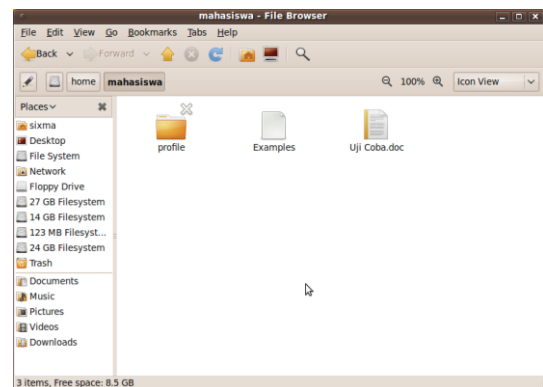 mahasiswa - File Browser
File Edit View Go Bookmarks Tabs Help
Back Forward
home mahasiswa 100% Icon View
Places
sixma
Desktop
File System
Network
Floppy Drive
27 GB Filesystem
14 GB Filesystem
123 MB Filesyst...
24 GB Filesystem
Trash
Documents
Music
Pictures
Videos
Downloads
profile Examples Uji Coba.doc
3 items, Free space: 8.5 GB